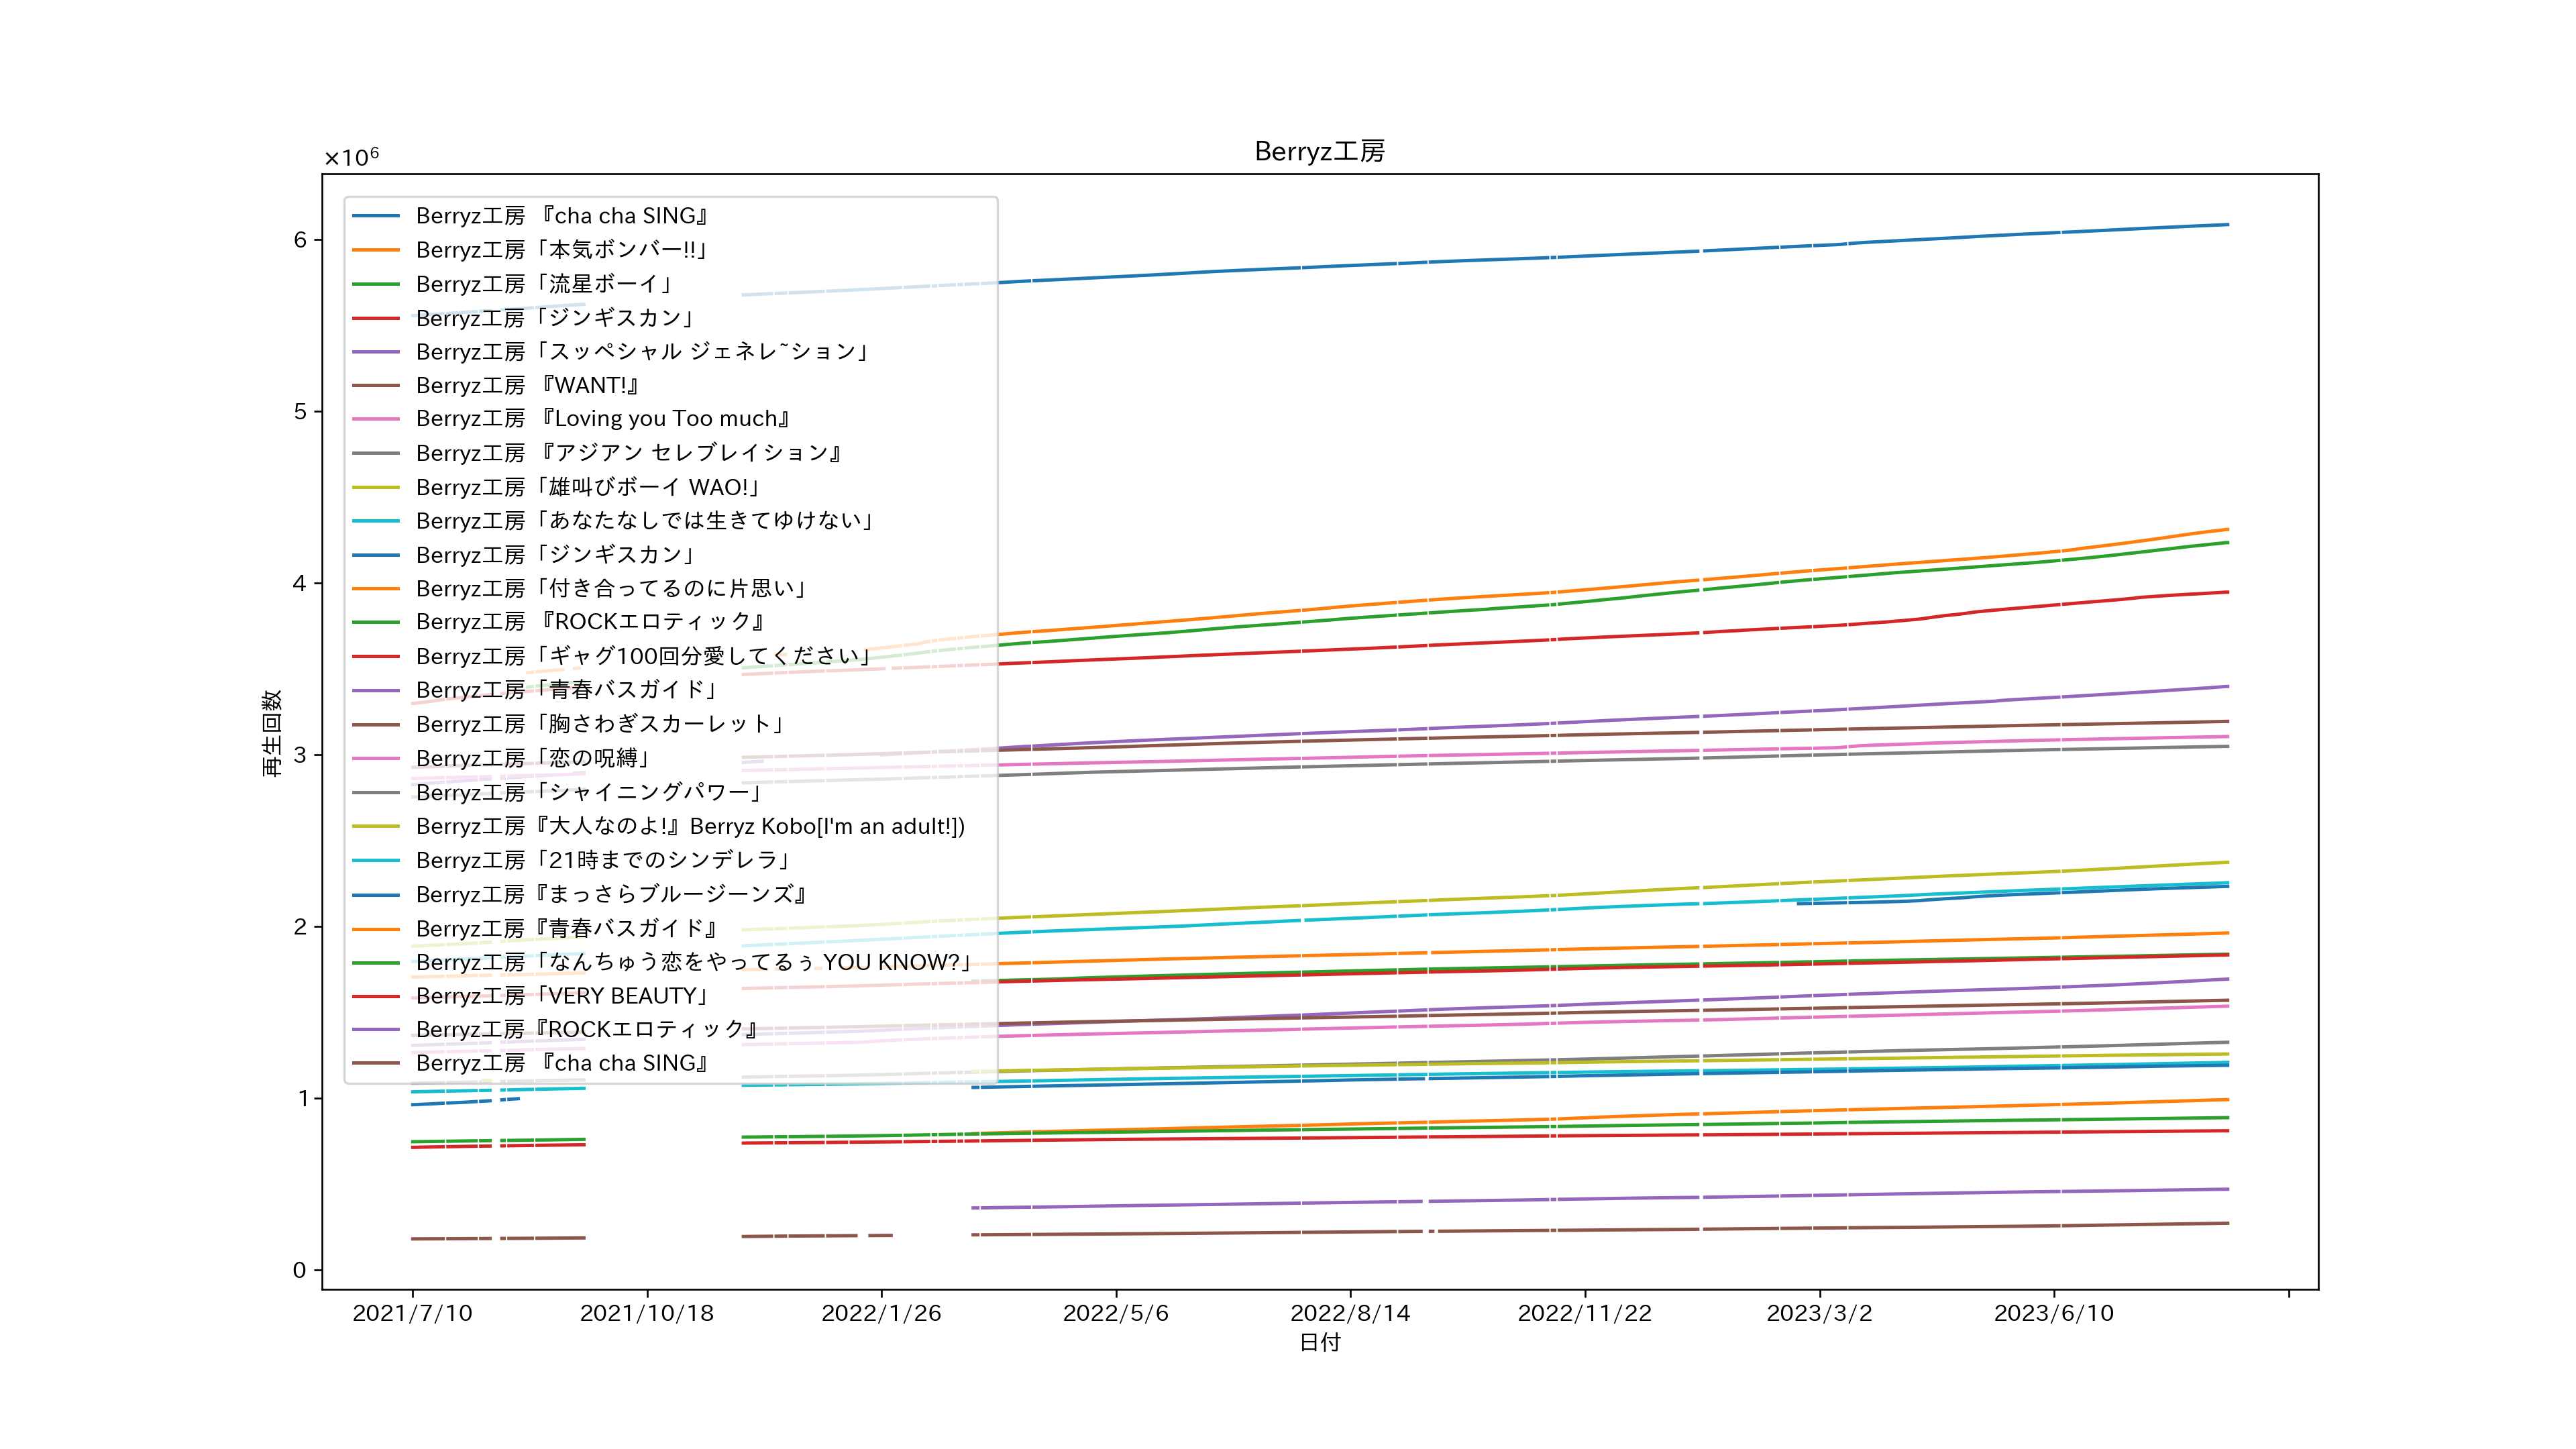 Berryz工房
×10⁶
Berryz工房 『cha cha SING』
Berryz工房「本気ボンバー!!」
Berryz工房「流星ボーイ」
Berryz工房「ジンギスカン」
Berryz工房「スッペシャル ジェネレ~ション」
Berryz工房 『WANT!』
Berryz工房 『Loving you Too much』
Berryz工房 『アジアン セレブレイション』
Berryz工房「雄叫びボーイ WAO!」
Berryz工房「あなたなしでは生きてゆけない」
Berryz工房「ジンギスカン」
Berryz工房「付き合ってるのに片思い」
Berryz工房 『ROCKエロティック』
Berryz工房「ギャグ100回分愛してください」
Berryz工房「青春バスガイド」
Berryz工房「胸さわぎスカーレット」
Berryz工房「恋の呪縛」
Berryz工房「シャイニングパワー」
Berryz工房『大人なのよ!』Berryz Kobo[I'm an adult!])
Berryz工房「21時までのシンデレラ」
Berryz工房『まっさらブルージーンズ』
Berryz工房『青春バスガイド』
Berryz工房「なんちゅう恋をやってるぅ YOU KNOW?」
Berryz工房「VERY BEAUTY」
Berryz工房『ROCKエロティック』
Berryz工房 『cha cha SING』
6
5
4
3
2
1
0
再生回数
2021/7/10 2021/10/18 2022/1/26 2022/5/6 2022/8/14 2022/11/22 2023/3/2 2023/6/10
日付